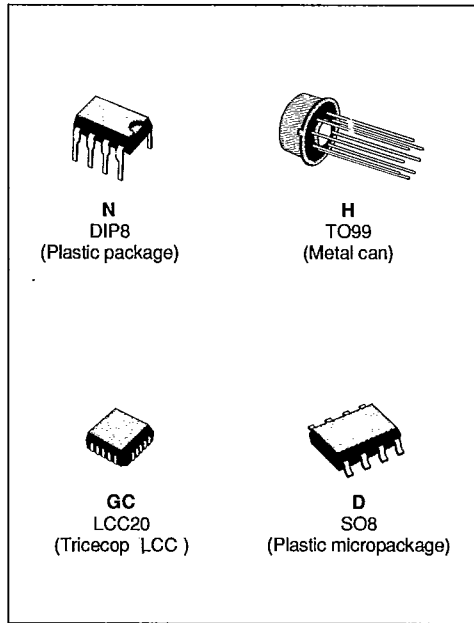 N
DIP8
(Plastic package)
H
TO99
(Metal can)
GC
LCC20
(Tricecop LCC )
D
SO8
(Plastic micropackage)